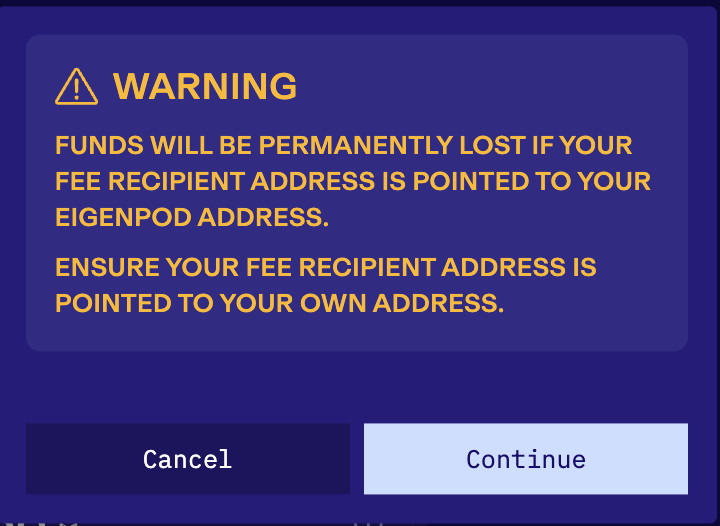 WARNING
FUNDS WILL BE PERMANENTLY LOST IF YOUR
FEE RECIPIENT ADDRESS IS POINTED TO YOUR
EIGENPOD ADDRESS.
ENSURE YOUR FEE RECIPIENT ADDRESS IS
POINTED TO YOUR OWN ADDRESS.
Cancel
Continue